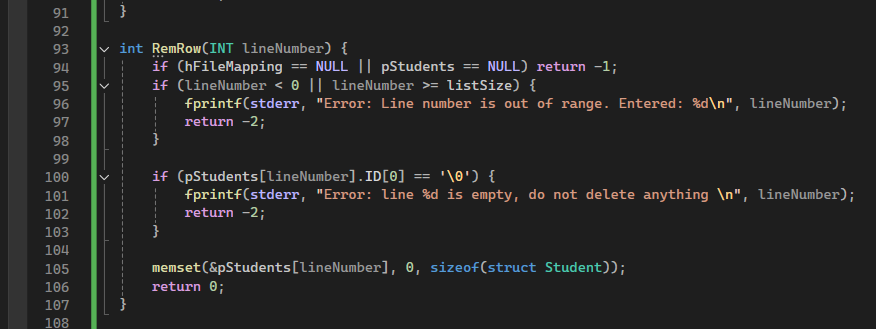 91 }
92
93 int RemRow(INT lineNumber) {
94 if (hFileMapping == NULL || pStudents == NULL) return -1;
95 if (lineNumber < 0 || lineNumber >= listSize) {
96 fprintf(stderr, "Error: Line number is out of range. Entered: %d\n", lineNumber);
97 return -2;
98 }
99
100 if (pStudents[lineNumber].ID[0] == '\0') {
101 fprintf(stderr, "Error: line %d is empty, do not delete anything \n", lineNumber);
102 return -2;
103 }
104
105 memset(&pStudents[lineNumber], 0, sizeof(struct Student));
106 return 0;
107 }
108